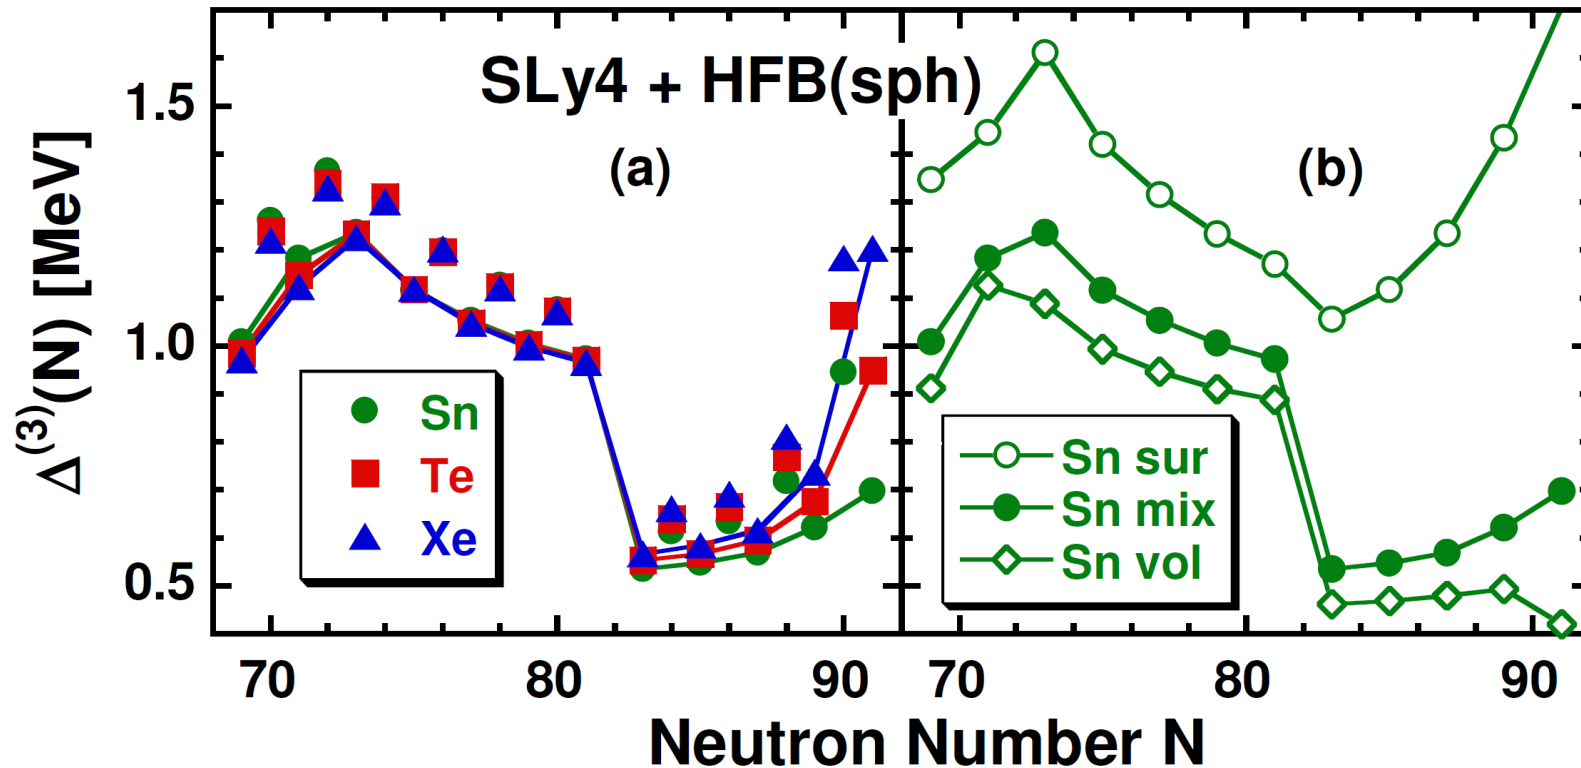 SLy4 + HFB(sph)
(a)
(b)
Δ(3)(N) [MeV]
1.5
1.0
0.5
Sn
Te
Xe
Sn sur
Sn mix
Sn vol
70
80
90
70
80
90
Neutron Number N